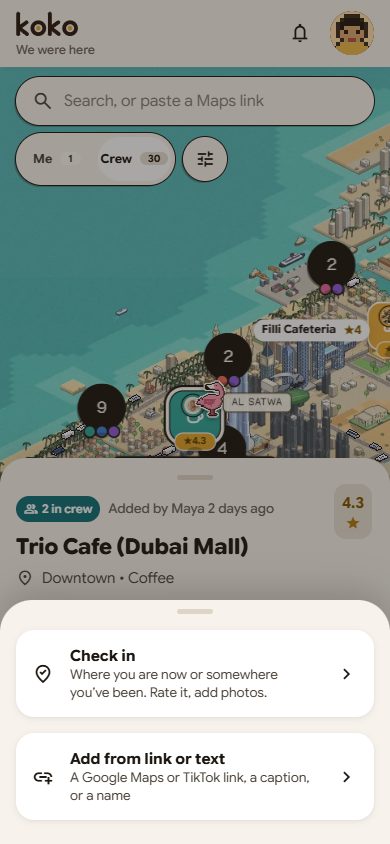 koko
We were here
Search, or paste a Maps link
Me 1 Crew 30
2
Filli Cafeteria ★4
2
9
AL SATWA
★4.3
4
2 in crew Added by Maya 2 days ago
4.3
★
Trio Cafe (Dubai Mall)
Downtown • Coffee
Check in
Where you are now or somewhere
you've been. Rate it, add photos.
Add from link or text
A Google Maps or TikTok link, a caption,
or a name